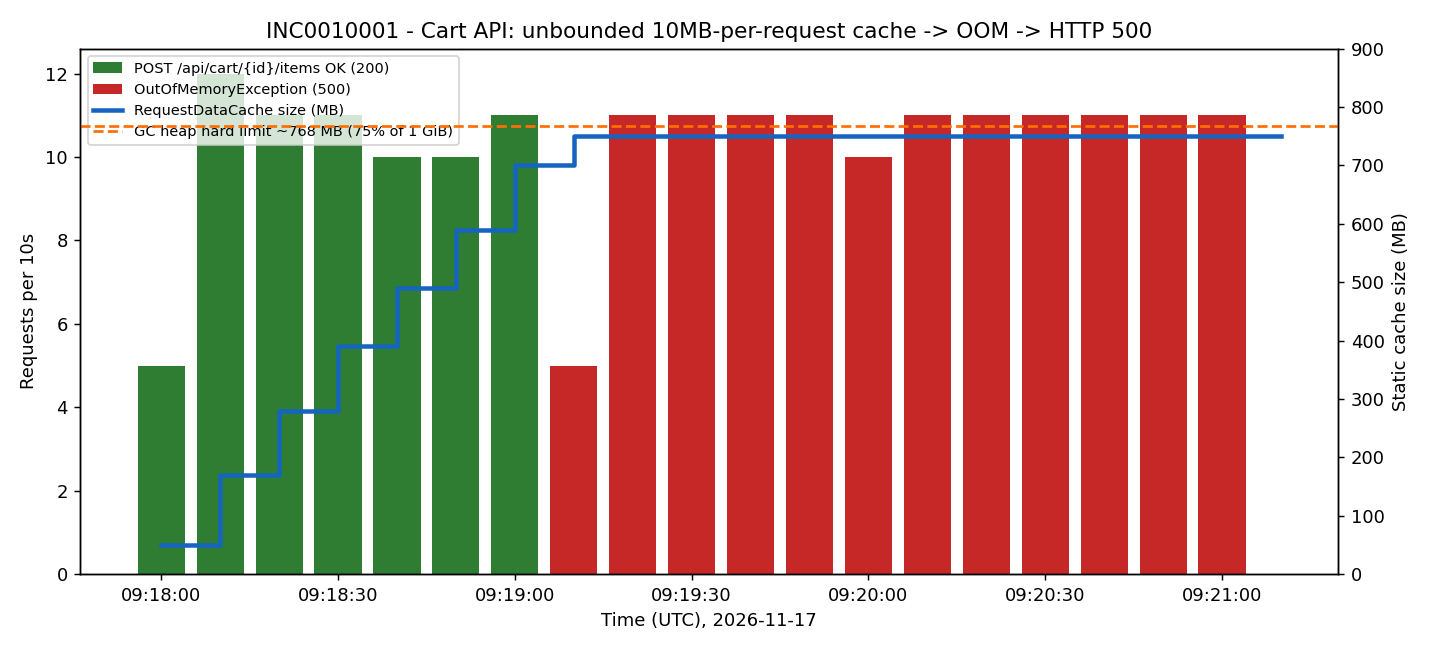 INC0010001 - Cart API: unbounded 10MB-per-request cache -> OOM -> HTTP 500
POST /api/cart/{id}/items OK (200)
OutOfMemoryException (500)
RequestDataCache size (MB)
GC heap hard limit ~768 MB (75% of 1 GiB)
Requests per 10s
12
10
8
6
4
2
0
900
800
700
600
500
400
300
200
100
0
Static cache size (MB)
09:18:00 09:18:30 09:19:00 09:19:30 09:20:00 09:20:30 09:21:00
Time (UTC), 2026-11-17